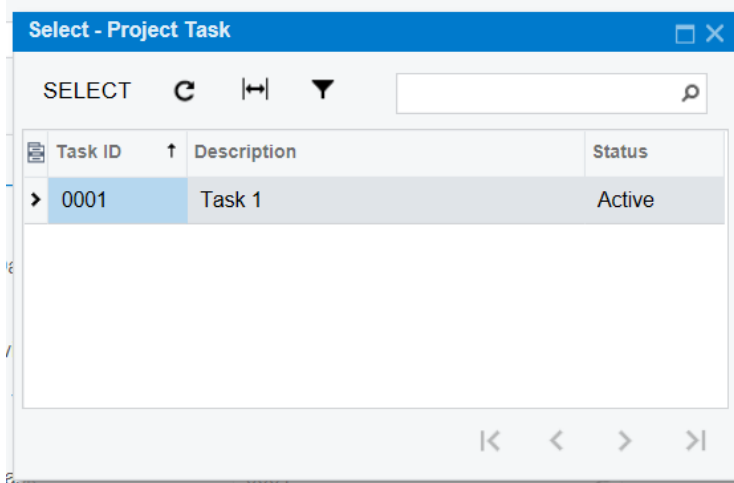 Select - Project Task
SELECT
Task ID Description Status
0001 Task 1 Active